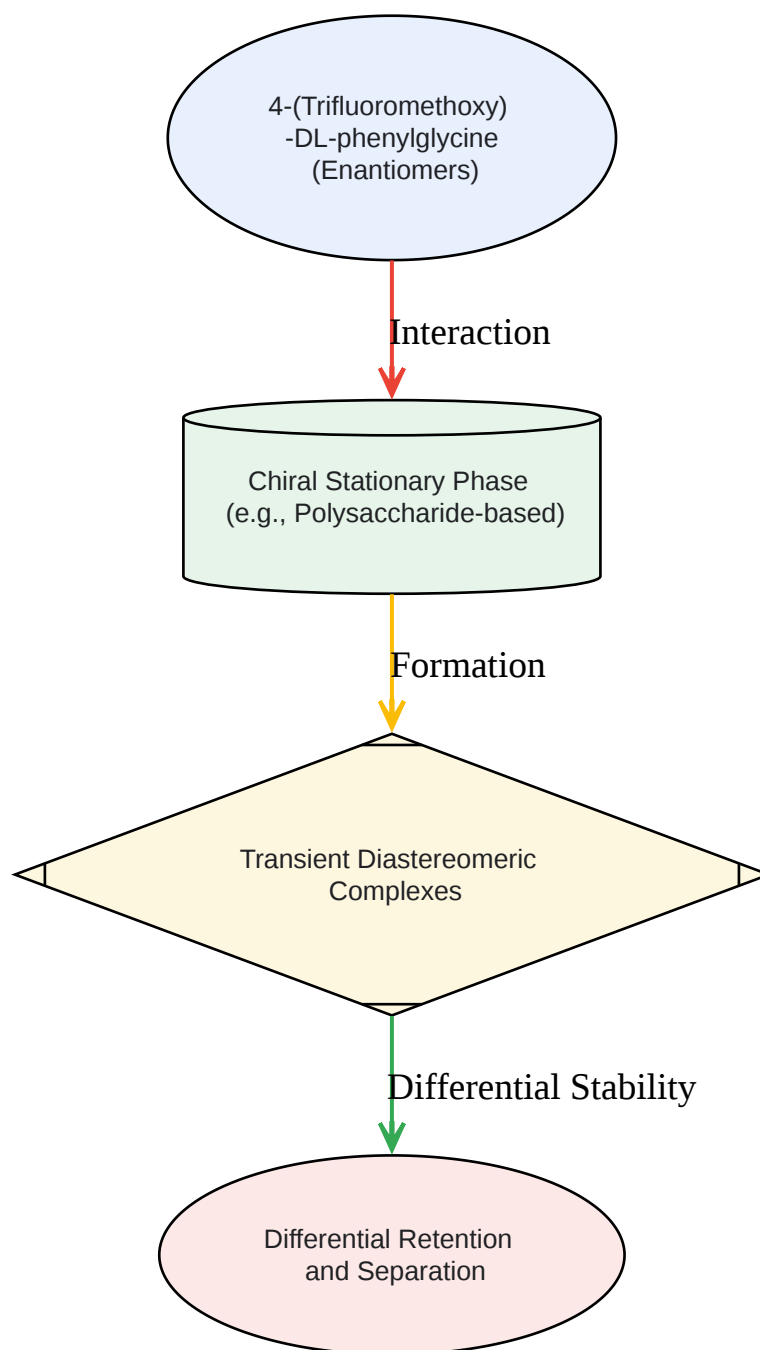 4-(Trifluoromethoxy)
-DL-phenylglycine
(Enantiomers)
Interaction
Chiral Stationary Phase
(e.g., Polysaccharide-based)
Formation
Transient Diastereomeric
Complexes
Differential Stability
Differential Retention
and Separation